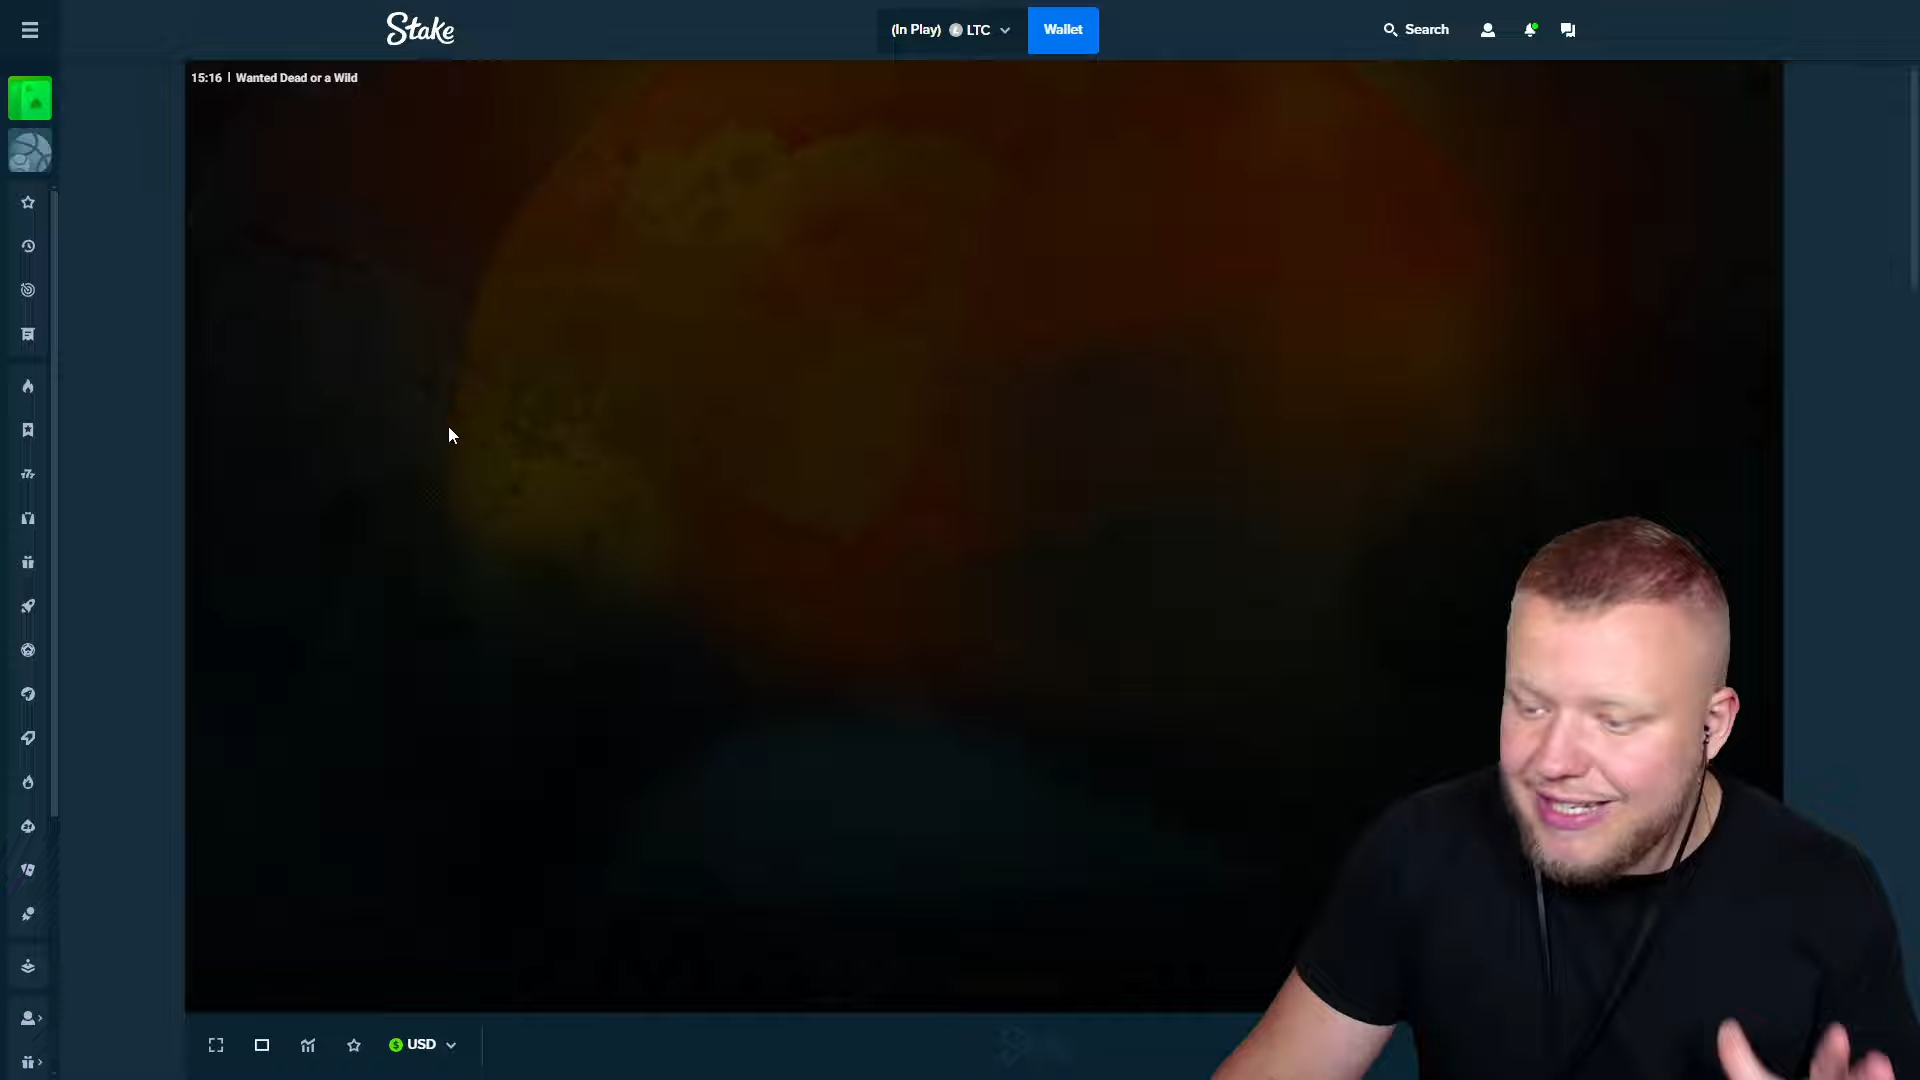 Stake
(In Play) LTC
Wallet
Search
15:16 | Wanted Dead or a Wild
USD